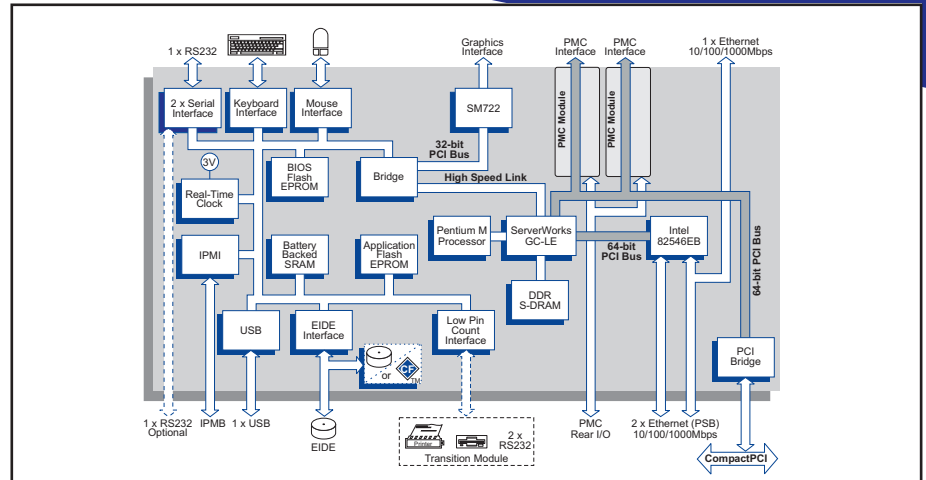 1 x RS232
Graphics
Interface
PMC
Interface
PMC
Interface
1 x Ethernet
10/100/1000Mbps
2 x Serial
Interface
Keyboard
Interface
Mouse
Interface
SM722
PMC Module
PMC Module
32-bit
PCI Bus
3V
BIOS
Flash
EPROM
Bridge
High Speed Link
Real-Time
Clock
Pentium M
Processor
ServerWorks
GC-LE
Intel
82546EB
64-bit
PCI Bus
64-bit PCI Bus
IPMI
Battery
Backed
SRAM
Application
Flash
EPROM
DDR
S-DRAM
USB
EIDE
Interface
Low Pin
Count
Interface
PCI
Bridge
or
CF
TM
1 x RS232
Optional
IPMB
1 x USB
EIDE
Printer
2 x
RS232
Transition Module
PMC
Rear I/O
2 x Ethernet (PSB)
10/100/1000Mbps
CompactPCI